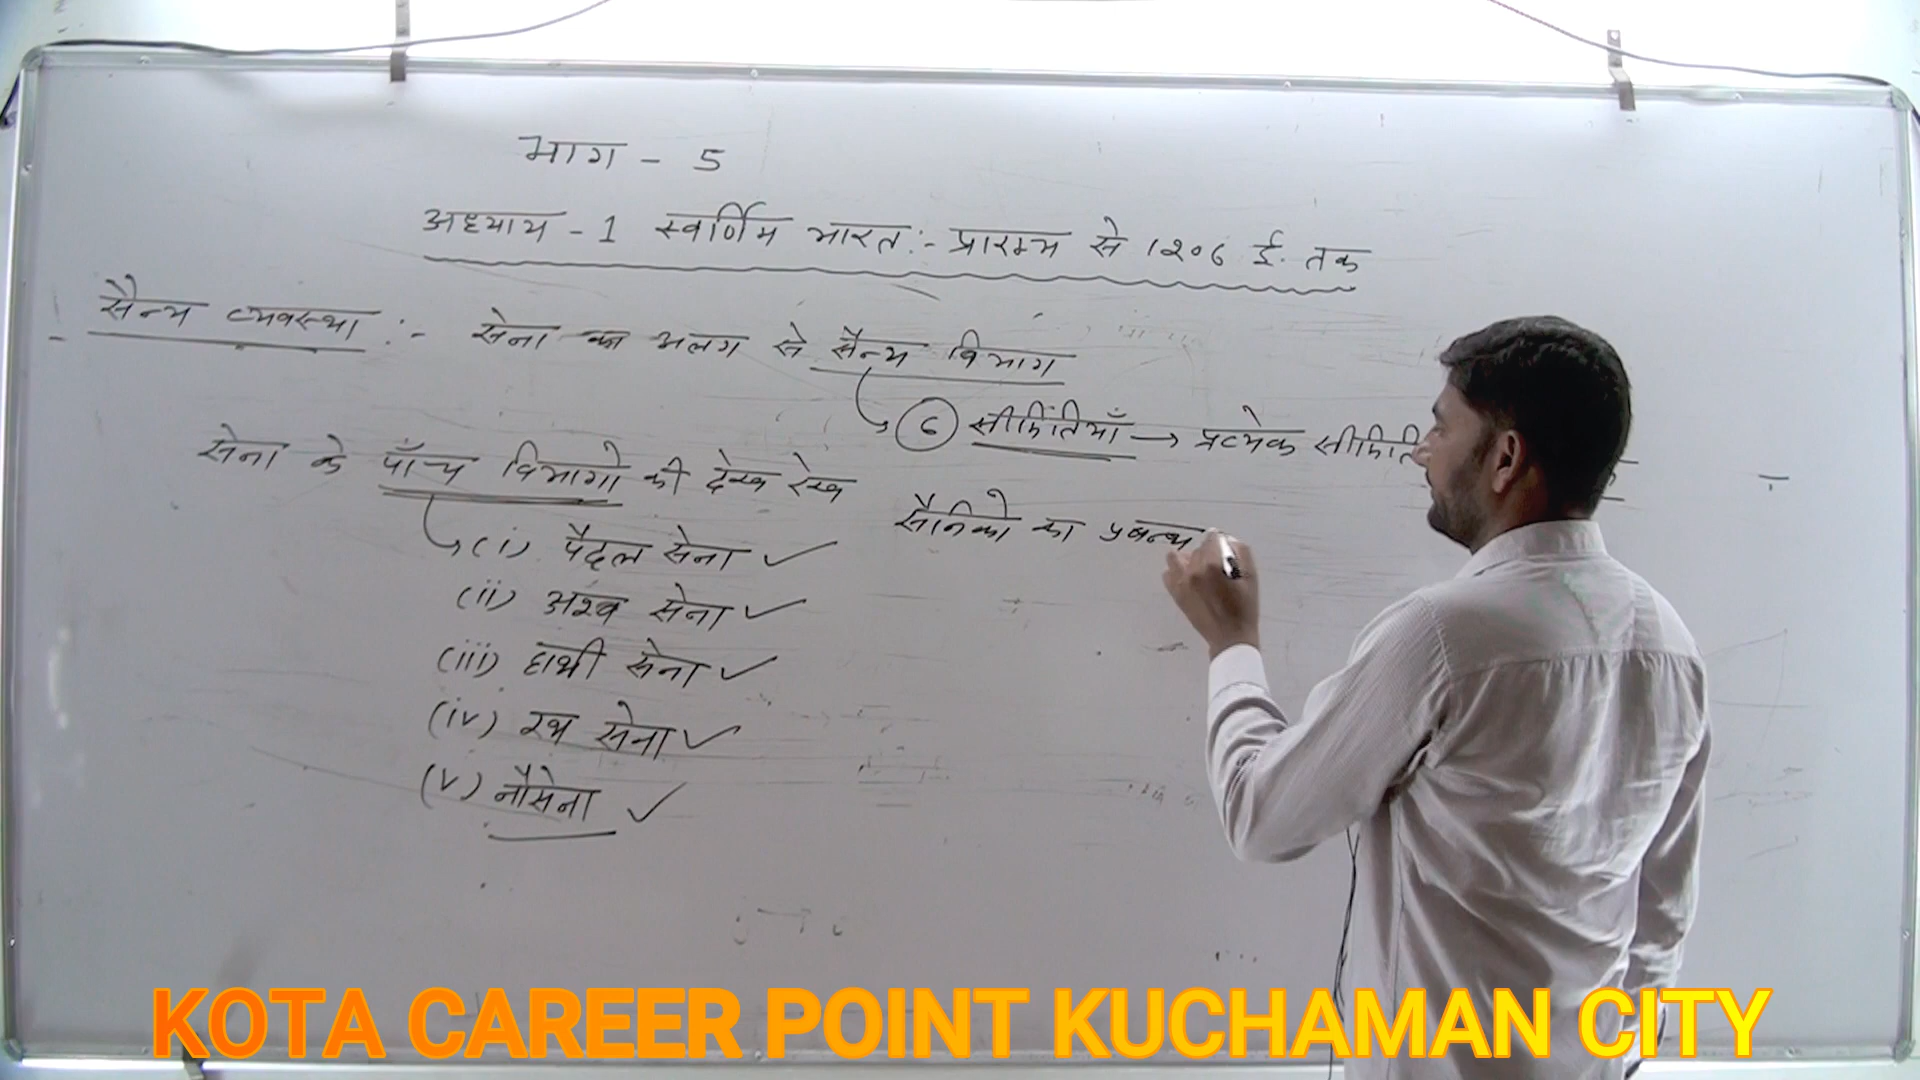 भाग - 5
अध्याय - 1 स्वर्णिम भारत :- प्रारम्भ से 1206 ई. तक
सैन्य व्यवस्था :- सेना का अलग से सैन्य विभाग
6 समितियाँ → प्रत्येक समिति
सेना के पाँच विभागो की देख रेख
सैनिको का प्रबन्ध
(i) पैदल सेना ✓
(ii) अश्व सेना ✓
(iii) हाथी सेना ✓
(iv) रथ सेना ✓
(v) नौसेना ✓
KOTA CAREER POINT KUCHAMAN CITY